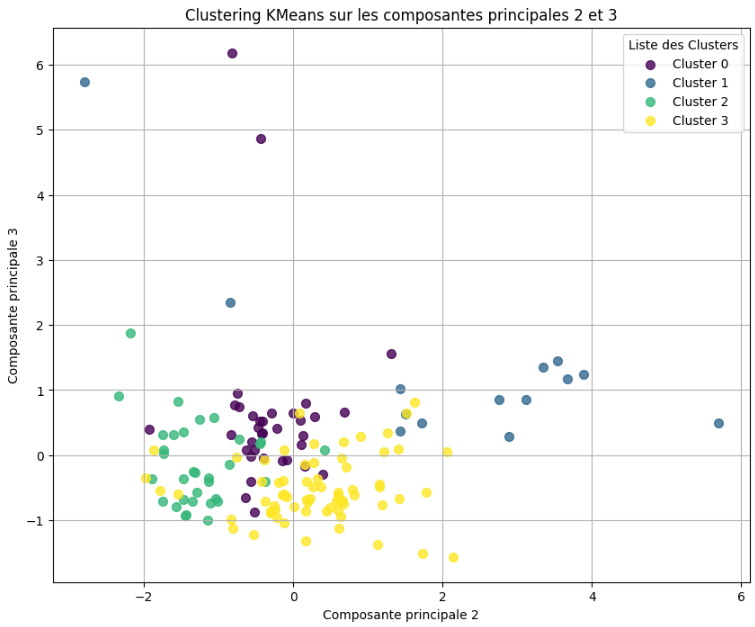 Clustering KMeans sur les composantes principales 2 et 3
Liste des Clusters
Cluster 0
Cluster 1
Cluster 2
Cluster 3
6
5
4
3
2
1
0
−1
Composante principale 3
−2
0
2
4
6
Composante principale 2